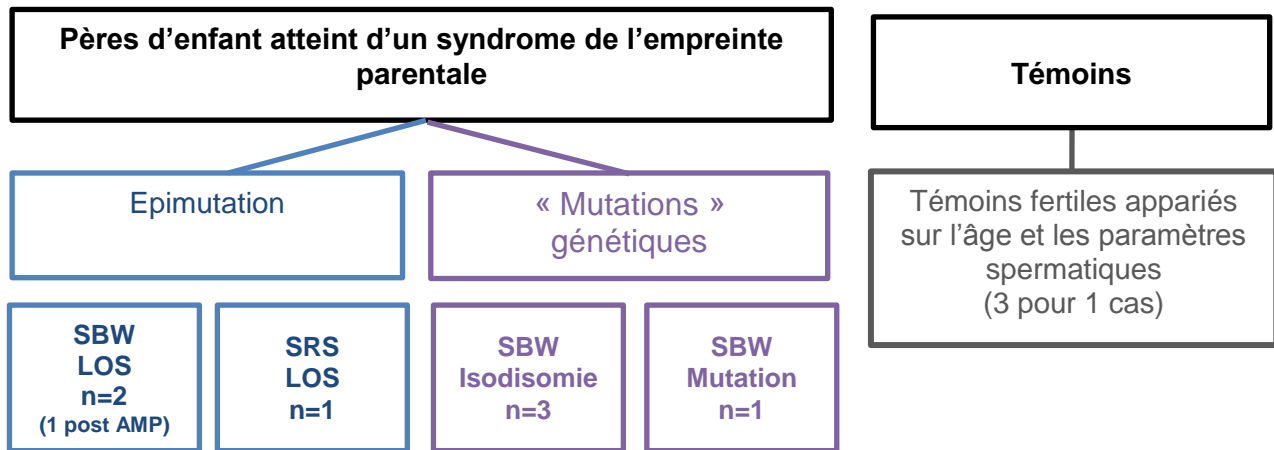 Pères d’enfant atteint d’un syndrome de l’empreinte
parentale
Témoins
Epimutation
« Mutations »
génétiques
Témoins fertiles appariés
sur l’âge et les paramètres
spermatiques
(3 pour 1 cas)
SBW
LOS
n=2
(1 post AMP)
SRS
LOS
n=1
SBW
Isodisomie
n=3
SBW
Mutation
n=1